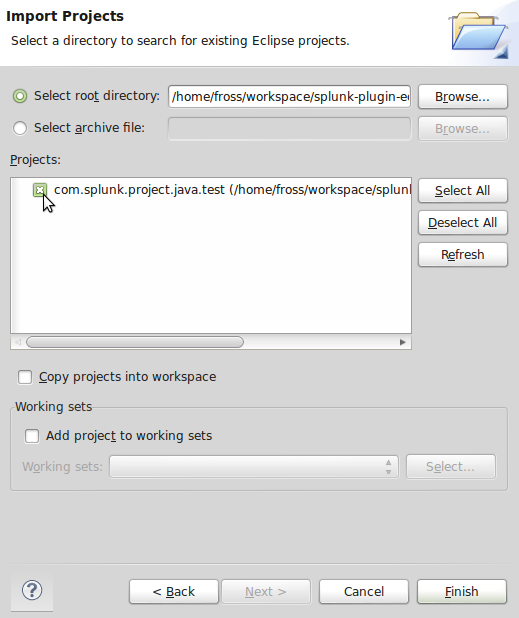 Import Projects
Select a directory to search for existing Eclipse projects.
Select root directory: /home/fross/workspace/splunk-plugin-e Browse...
Select archive file: Browse...
Projects:
com.splunk.project.java.test (/home/fross/workspace/splunk Select All
Deselect All
Refresh
Copy projects into workspace
Working sets
Add project to working sets
Working sets: Select...
?
< Back Next > Cancel Finish